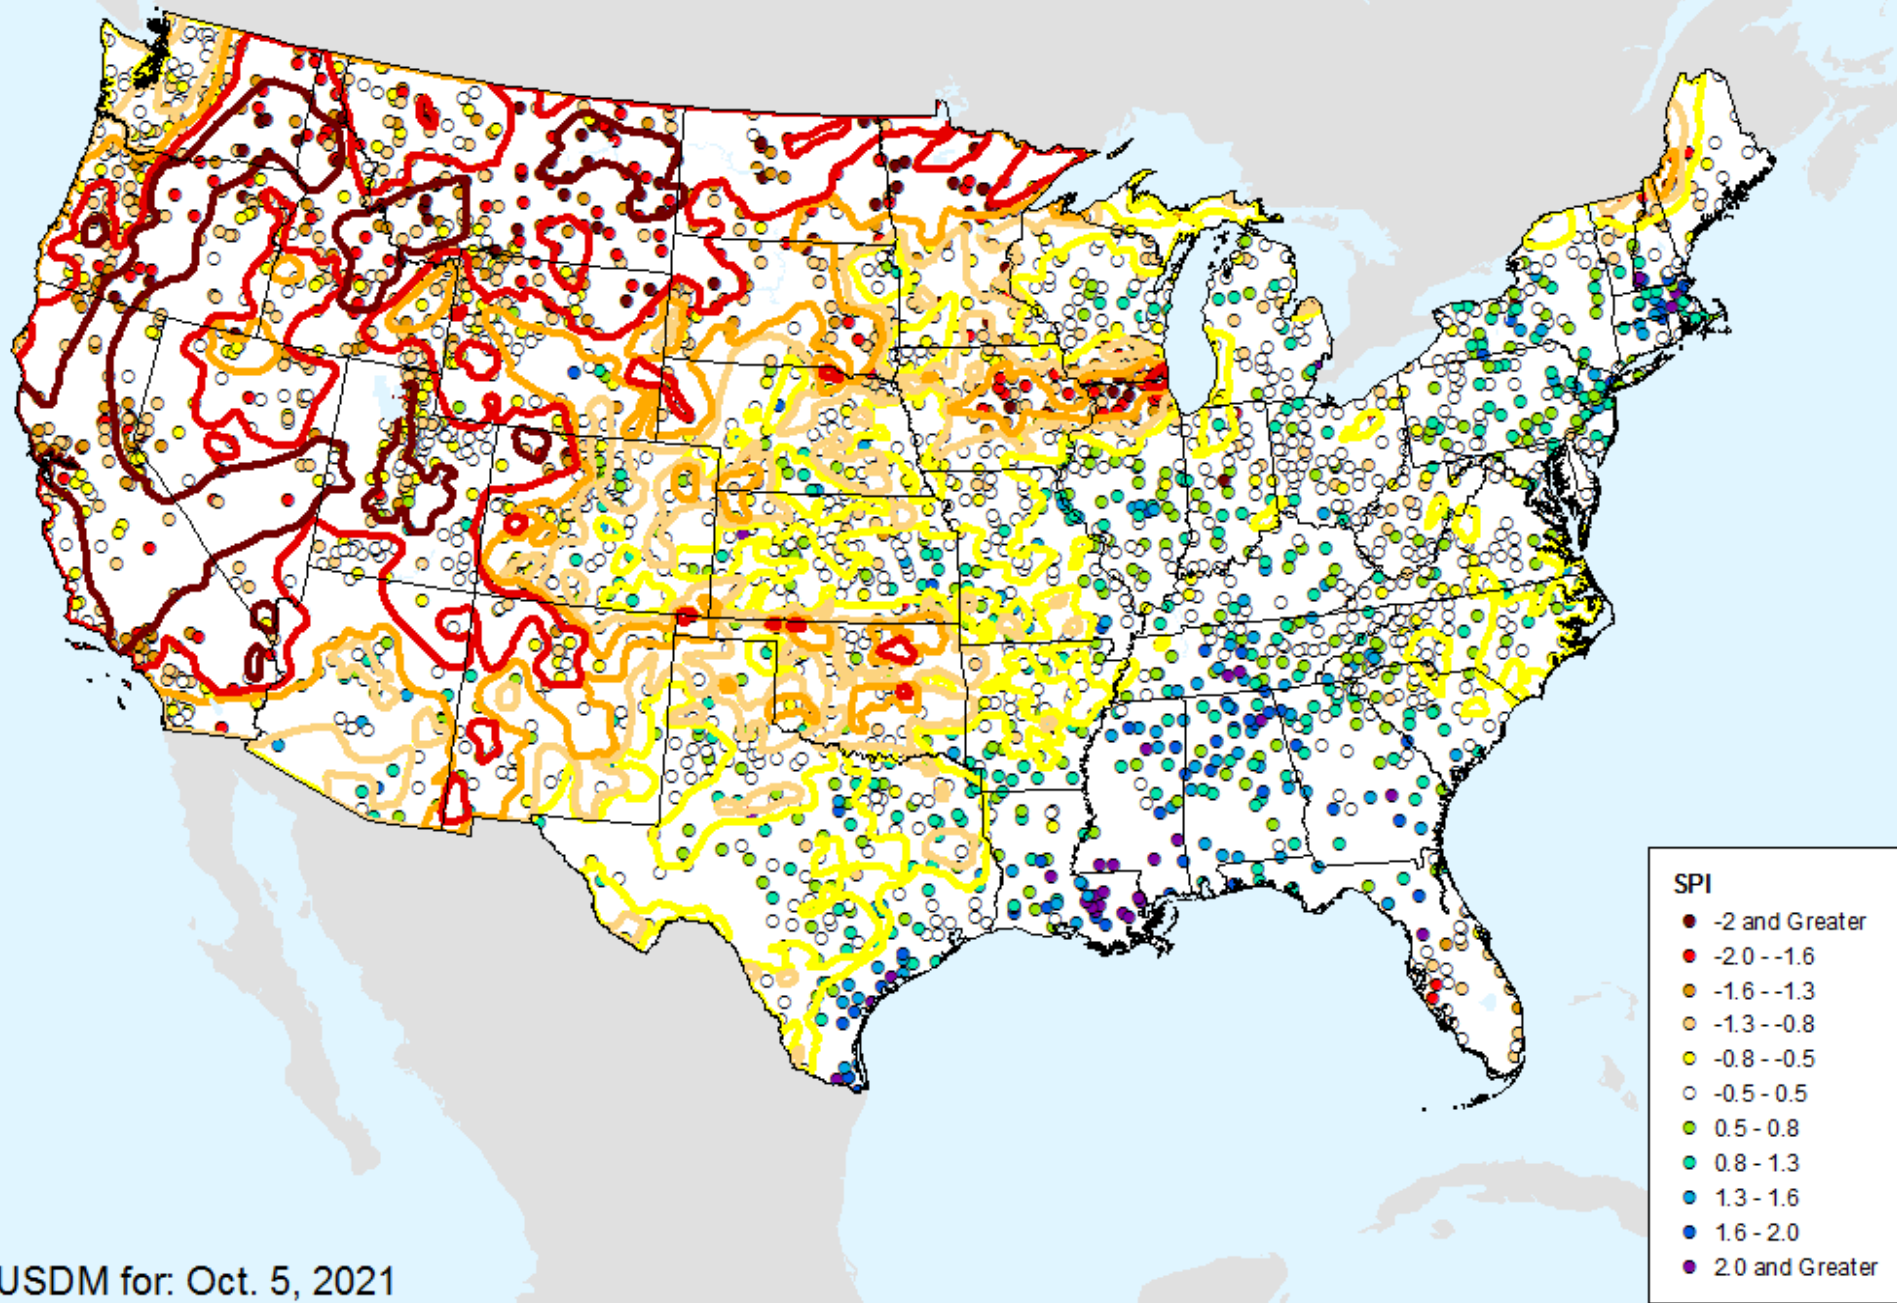 SPI
-2 and Greater
-2.0 - -1.6
-1.6 - -1.3
-1.3 - -0.8
-0.8 - -0.5
-0.5 - 0.5
0.5 - 0.8
0.8 - 1.3
1.3 - 1.6
1.6 - 2.0
2.0 and Greater
USDM for: Oct. 5, 2021